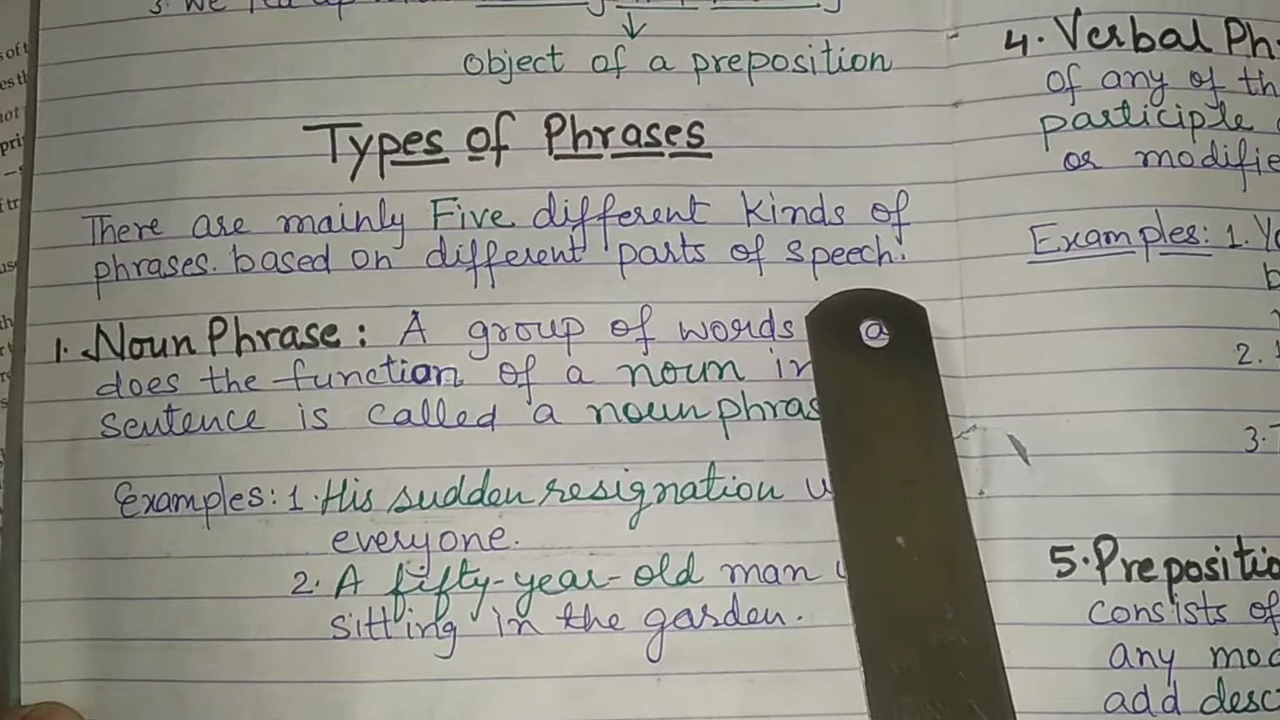 3. We
object of a preposition
Types of Phrases
There are mainly Five different kinds of
phrases. based on different parts of speech.
1. Noun Phrase: A group of words a
does the function of a noun in
sentence is called a noun phras
Examples: 1. His sudden resignation
everyone.
2. A fifty-year-old man
sitting in the garden.
4. Verbal Ph
of any of th
participle
or modifie
Examples: 1. Yo
b
2.
3.
5. Prepositio
consists of
any mod
add desc